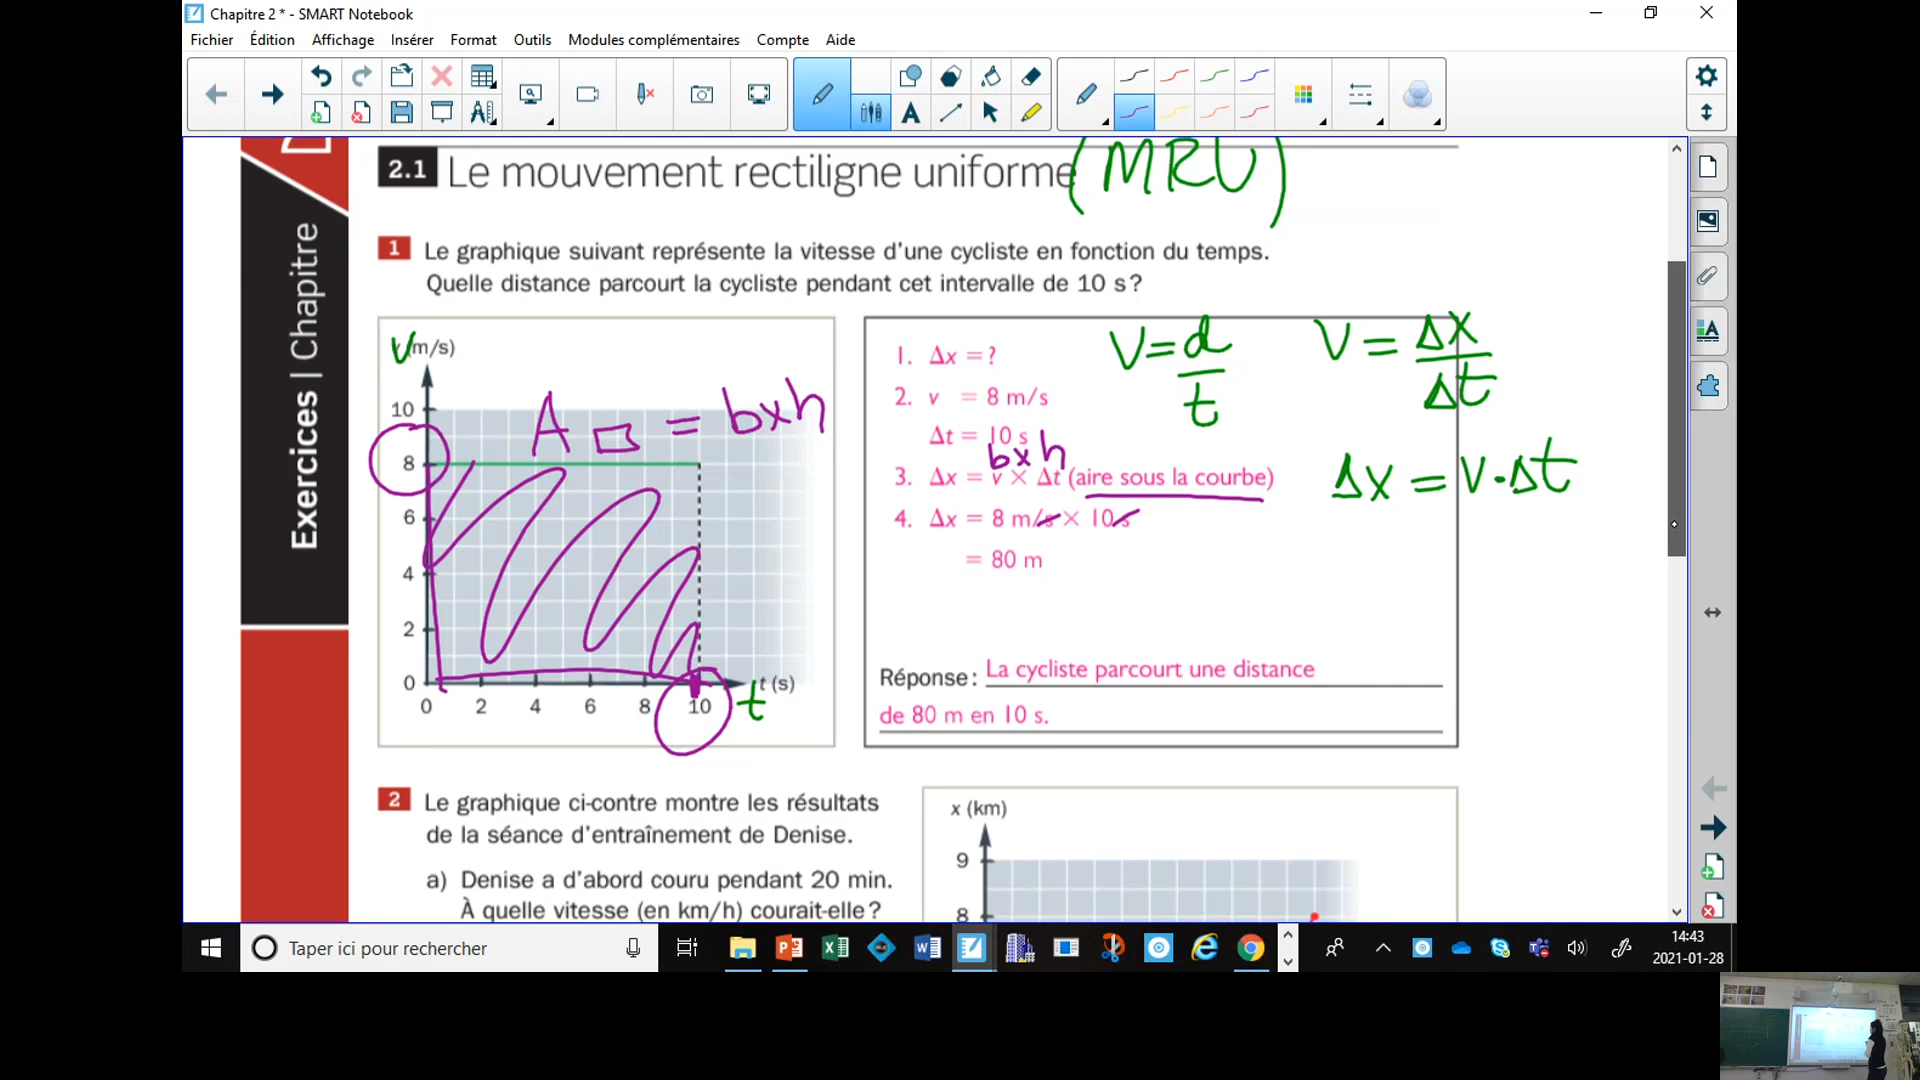 Chapitre 2 * - SMART Notebook
Fichier Édition Affichage Insérer Format Outils Modules complémentaires Compte Aide
Exercices | Chapitre
2.1 Le mouvement rectiligne uniforme (MRU)
1 Le graphique suivant représente la vitesse d'une cycliste en fonction du temps.
Quelle distance parcourt la cycliste pendant cet intervalle de 10 s ?
V (m/s)
10
8
6
4
2
0
0 2 4 6 8 10
t (s)
t
A = bxh
1. Δx = ?
2. v = 8 m/s
Δt = 10 s
bxh
3. Δx = v × Δt (aire sous la courbe)
4. Δx = 8 m/s × 10 s
= 80 m
V = d/t
V = Δx/Δt
Δx = V·Δt
Réponse : La cycliste parcourt une distance
de 80 m en 10 s.
2 Le graphique ci-contre montre les résultats
de la séance d'entraînement de Denise.
a) Denise a d'abord couru pendant 20 min.
À quelle vitesse (en km/h) courait-elle ?
x (km)
9
8
Taper ici pour rechercher
14:43
2021-01-28